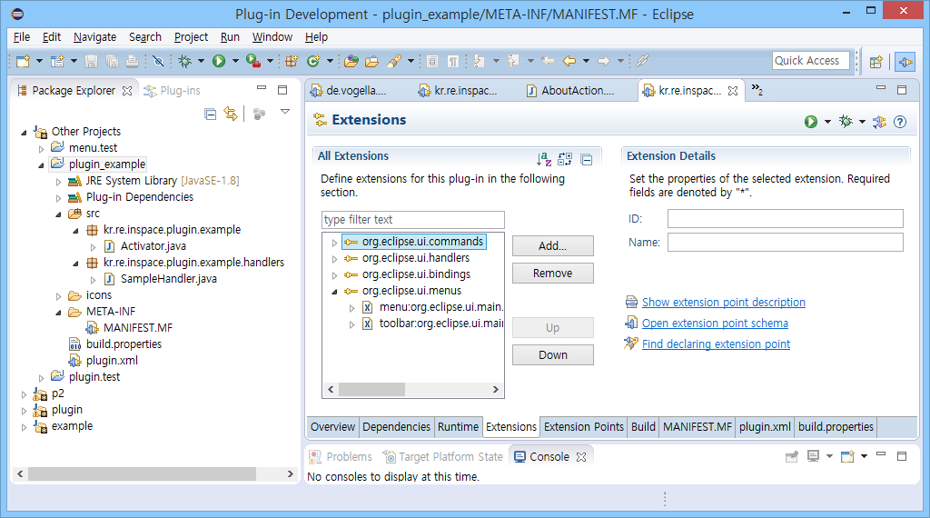 Plug-in Development - plugin_example/META-INF/MANIFEST.MF - Eclipse
File Edit Navigate Search Project Run Window Help
Quick Access
Package Explorer Plug-ins
Other Projects
menu.test
plugin_example
JRE System Library [JavaSE-1.8]
Plug-in Dependencies
src
kr.re.inspace.plugin.example
Activator.java
kr.re.inspace.plugin.example.handlers
SampleHandler.java
icons
META-INF
MANIFEST.MF
build.properties
plugin.xml
plugin.test
p2
plugin
example
de.vogella.... kr.re.inspac... AboutAction.... kr.re.inspac... »2
Extensions
All Extensions
Define extensions for this plug-in in the following
section.
type filter text
org.eclipse.ui.commands
org.eclipse.ui.handlers
org.eclipse.ui.bindings
org.eclipse.ui.menus
menu:org.eclipse.ui.main.
toolbar:org.eclipse.ui.mai
Add...
Remove
Up
Down
Extension Details
Set the properties of the selected extension. Required
fields are denoted by "*".
ID:
Name:
Show extension point description
Open extension point schema
Find declaring extension point
Overview Dependencies Runtime Extensions Extension Points Build MANIFEST.MF plugin.xml build.properties
Problems Target Platform State Console
No consoles to display at this time.